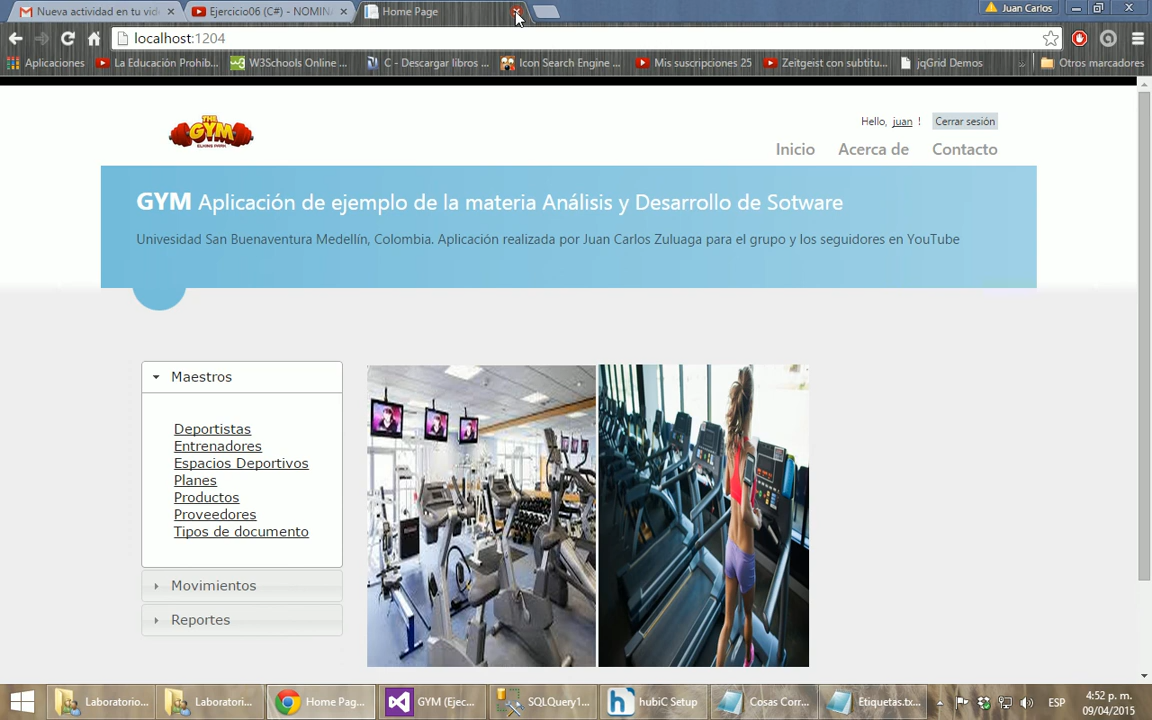 Nueva actividad en tu vid
Ejercicio06 (C#) - NOMINA
Home Page
Juan Carlos
localhost:1204
Aplicaciones
La Educación Prohib...
W3Schools Online ...
C - Descargar libros ...
Icon Search Engine ...
Mis suscripciones 25
Zeitgeist con subtitu...
jqGrid Demos
»
Otros marcadores
THE
GYM
Hello, juan !
Cerrar sesión
Inicio
Acerca de
Contacto
GYM Aplicación de ejemplo de la materia Análisis y Desarrollo de Sotware
Univesidad San Buenaventura Medellín, Colombia. Aplicación realizada por Juan Carlos Zuluaga para el grupo y los seguidores en YouTube
Maestros
Deportistas
Entrenadores
Espacios Deportivos
Planes
Productos
Proveedores
Tipos de documento
Movimientos
Reportes
Laboratorio...
Laboratori...
Home Pag...
GYM (Ejec...
SQLQuery1...
hubiC Setup
Cosas Corr...
Etiquetas.tx...
ESP
4:52 p. m.
09/04/2015